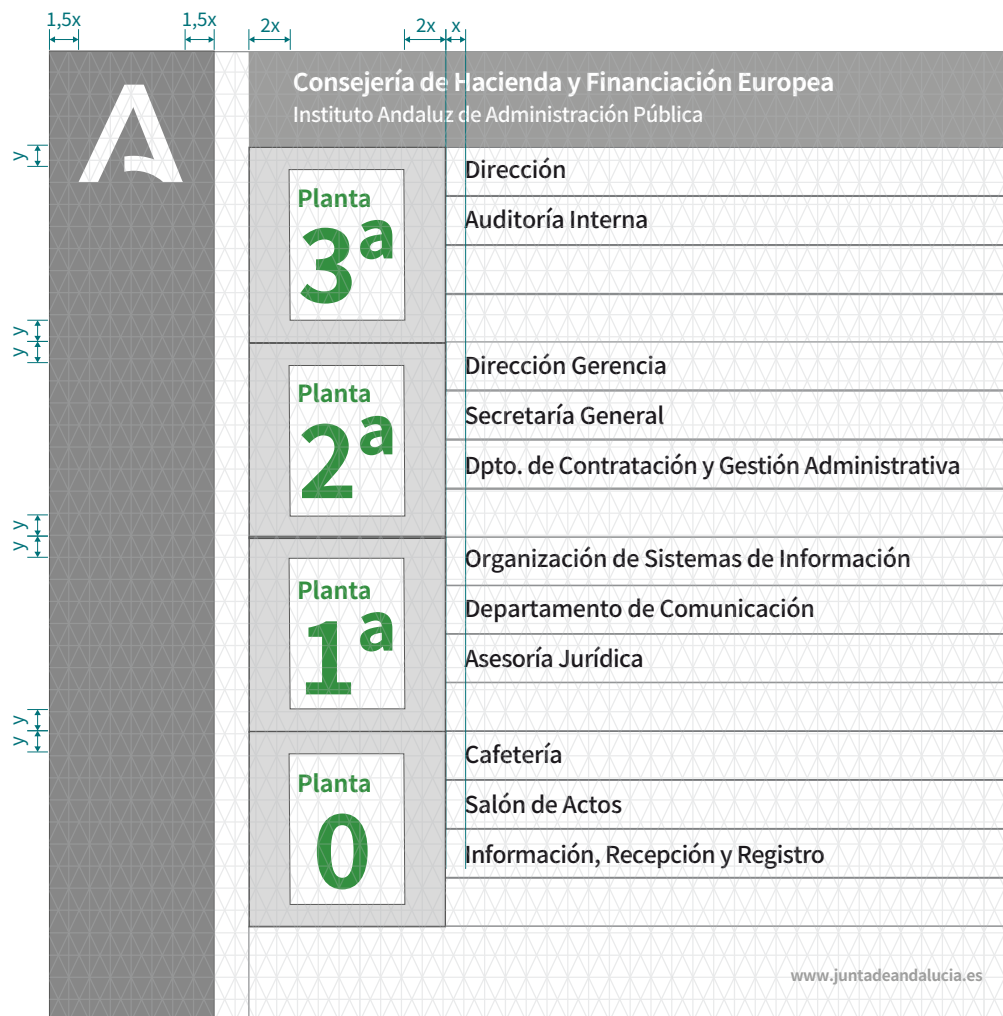 1,5x 1,5x 2x 2x x
Consejería de Hacienda y Financiación Europea
Instituto Andaluz de Administración Pública
y
Planta
3ª
Dirección
Auditoría Interna
y
y
Planta
2ª
Dirección Gerencia
Secretaría General
Dpto. de Contratación y Gestión Administrativa
y
y
Planta
1ª
Organización de Sistemas de Información
Departamento de Comunicación
Asesoría Jurídica
y
y
Planta
0
Cafetería
Salón de Actos
Información, Recepción y Registro
www.juntadeandalucia.es